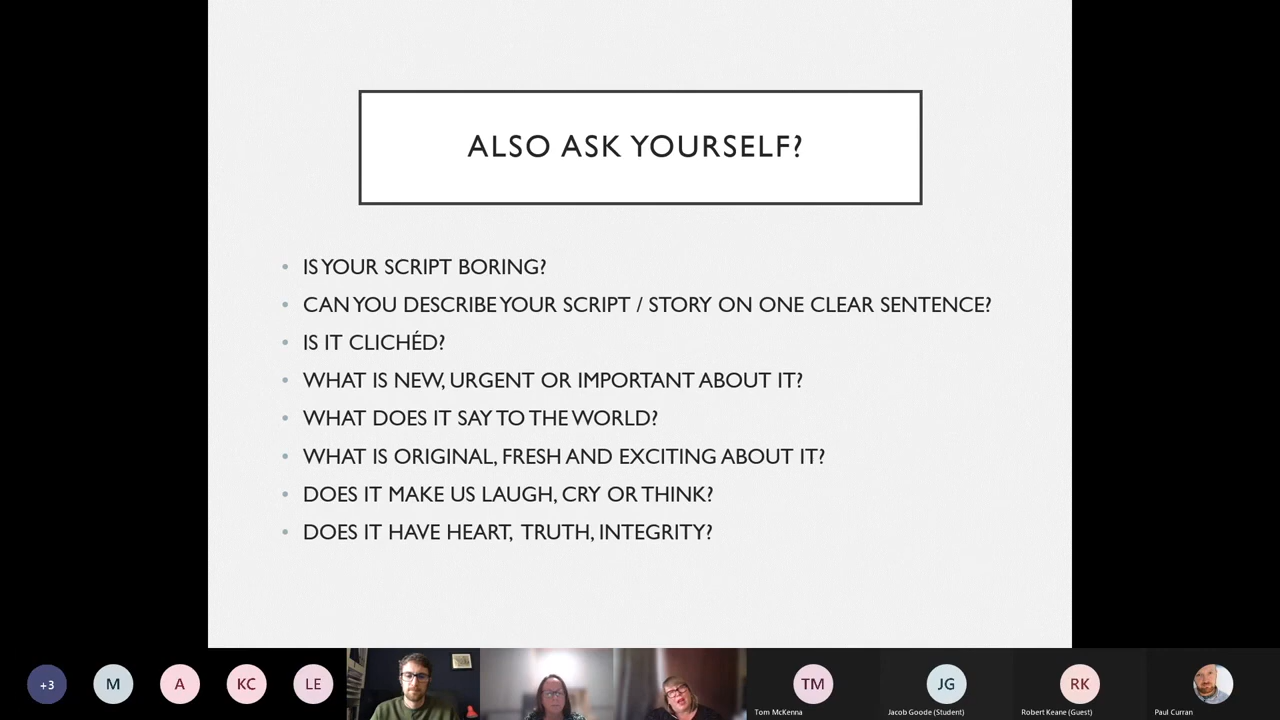 ALSO ASK YOURSELF?
IS YOUR SCRIPT BORING?
CAN YOU DESCRIBE YOUR SCRIPT / STORY ON ONE CLEAR SENTENCE?
IS IT CLICHÉD?
WHAT IS NEW, URGENT OR IMPORTANT ABOUT IT?
WHAT DOES IT SAY TO THE WORLD?
WHAT IS ORIGINAL, FRESH AND EXCITING ABOUT IT?
DOES IT MAKE US LAUGH, CRY OR THINK?
DOES IT HAVE HEART, TRUTH, INTEGRITY?
+3 M A KC LE TM JG RK
Tom McKenna Jacob Goode (Student) Robert Keane (Guest) Paul Curran